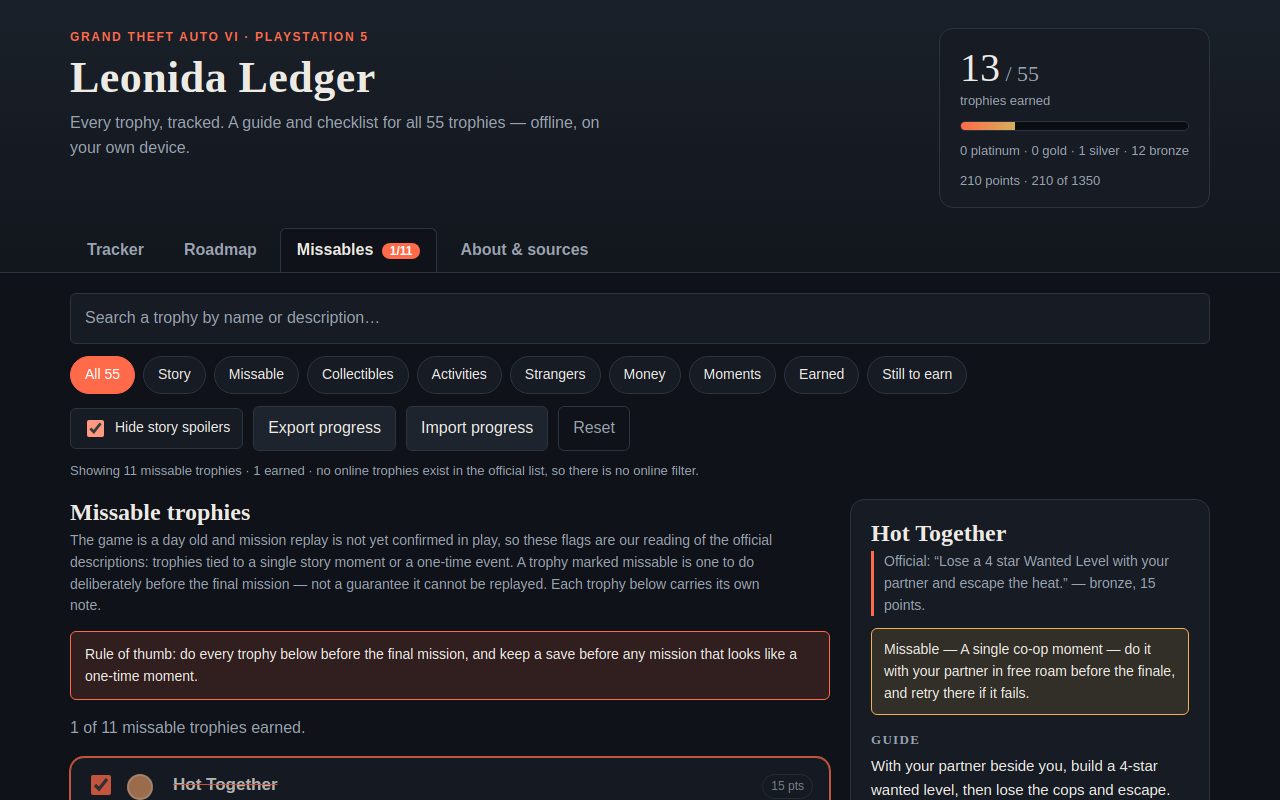 GRAND THEFT AUTO VI · PLAYSTATION 5
Leonida Ledger
Every trophy, tracked. A guide and checklist for all 55 trophies — offline, on
your own device.
13 / 55
trophies earned
0 platinum · 0 gold · 1 silver · 12 bronze
210 points · 210 of 1350
Tracker
Roadmap
Missables 1/11
About & sources
Search a trophy by name or description…
All 55
Story
Missable
Collectibles
Activities
Strangers
Money
Moments
Earned
Still to earn
Hide story spoilers
Export progress
Import progress
Reset
Showing 11 missable trophies · 1 earned · no online trophies exist in the official list, so there is no online filter.
Missable trophies
The game is a day old and mission replay is not yet confirmed in play, so these flags are our reading of the official
descriptions: trophies tied to a single story moment or a one-time event. A trophy marked missable is one to do
deliberately before the final mission — not a guarantee it cannot be replayed. Each trophy below carries its own
note.
Rule of thumb: do every trophy below before the final mission, and keep a save before any mission that looks like a
one-time moment.
1 of 11 missable trophies earned.
Hot Together
15 pts
Hot Together
Official: “Lose a 4 star Wanted Level with your
partner and escape the heat.” — bronze, 15
points.
Missable — A single co-op moment — do it
with your partner in free roam before the finale,
and retry there if it fails.
GUIDE
With your partner beside you, build a 4-star
wanted level, then lose the cops and escape.